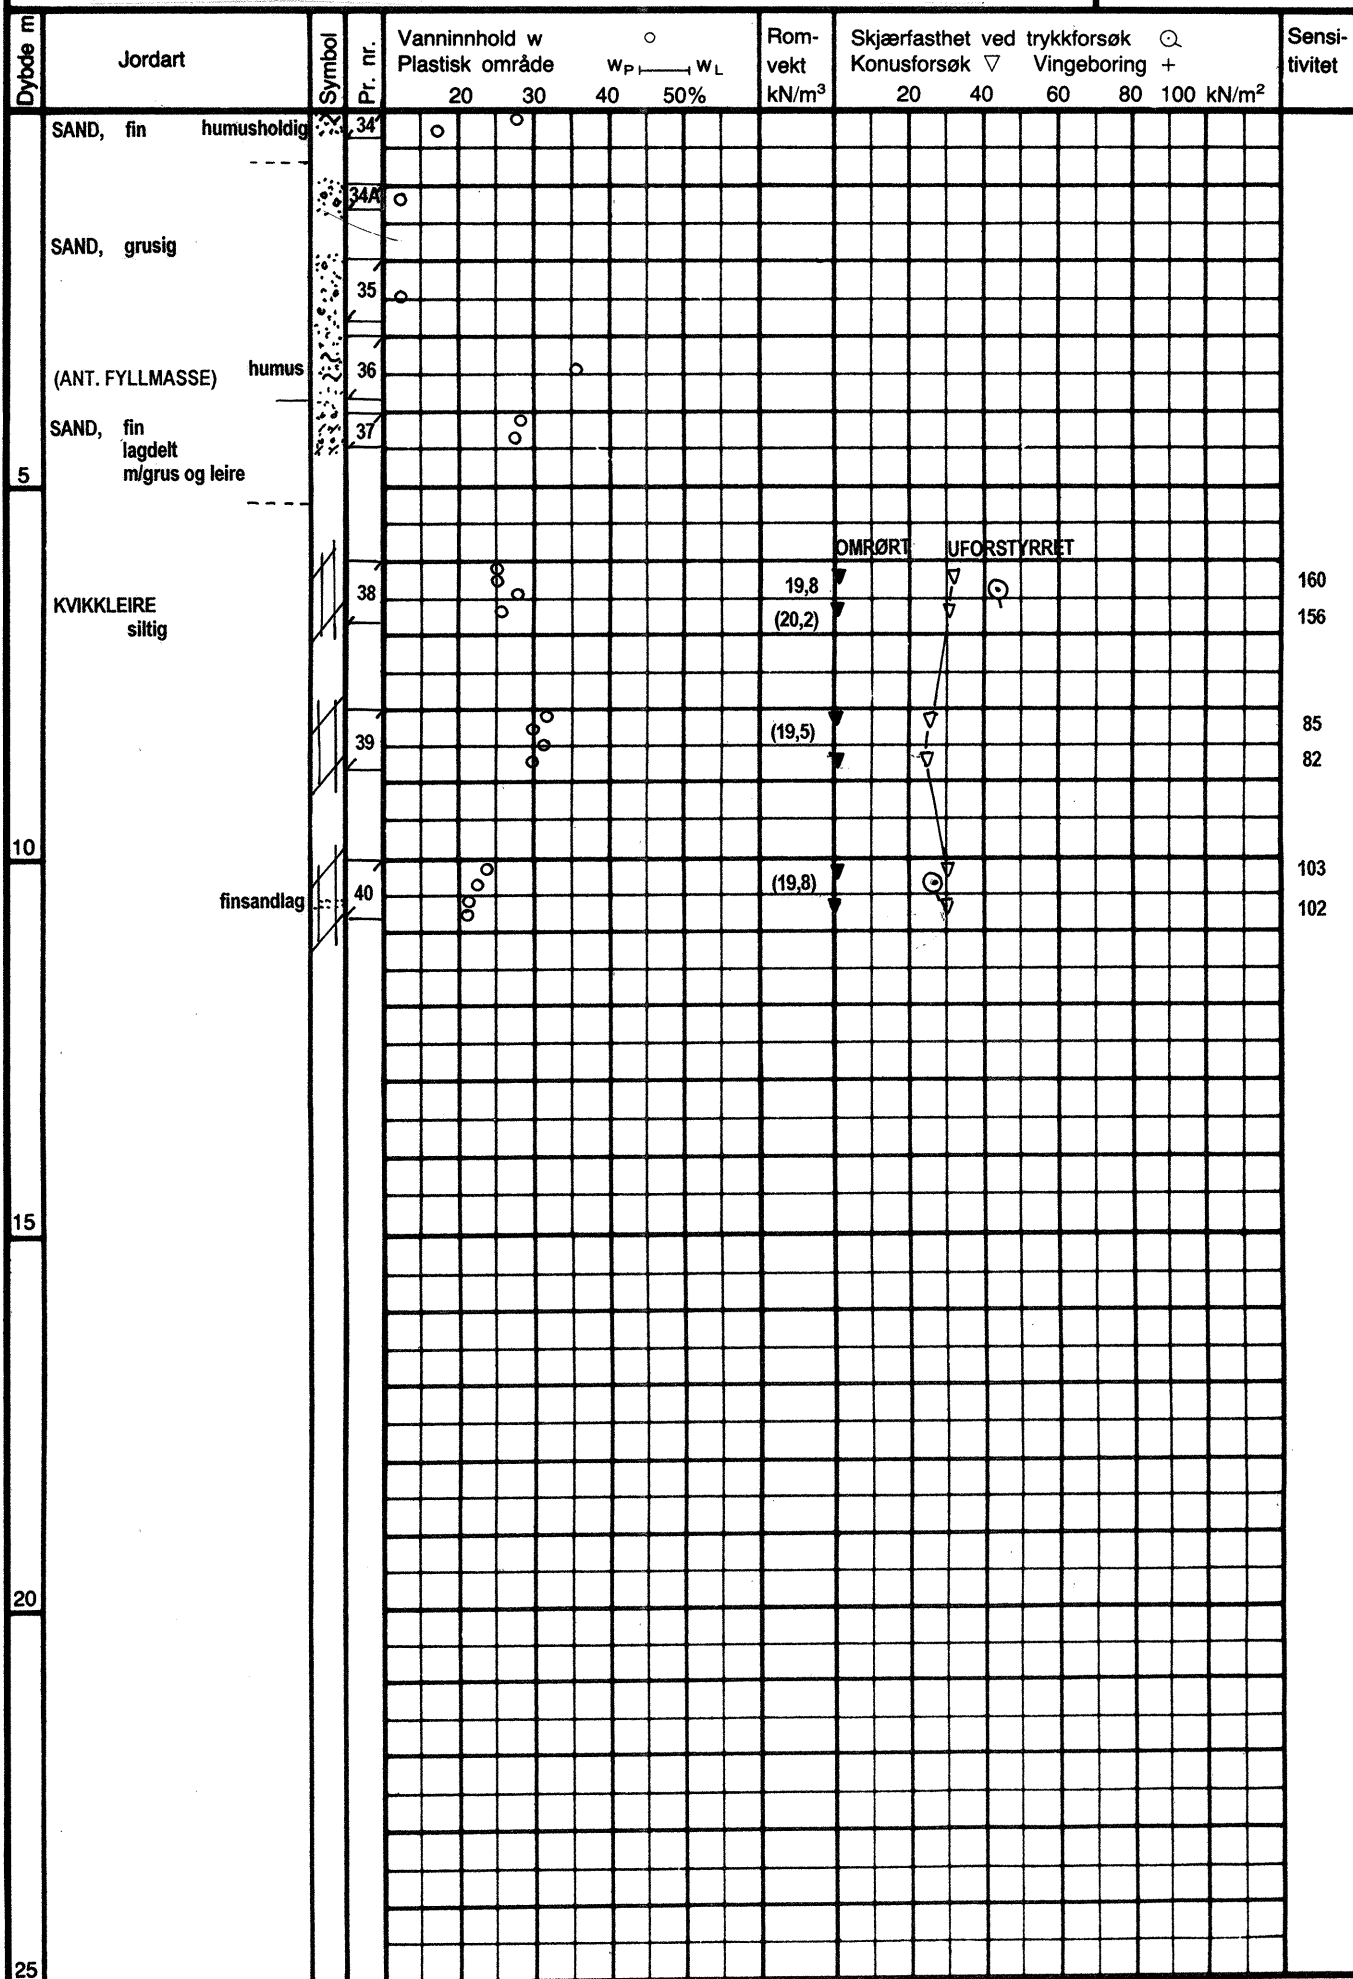 Dybde m
Jordart
Symbol
Pr. nr.
Vanninnhold w ○
Plastisk område wP wL
20 30 40 50%
Rom-
vekt
kN/m³
Skjærfasthet ved trykkforsøk
Konusforsøk ▽ Vingeboring +
20 40 60 80 100 kN/m²
Sensi-
tivitet
SAND, fin humusholdig 34
34A
SAND, grusig
35
(ANT. FYLLMASSE) humus 36
SAND, fin 37
lagdelt
m/grus og leire
5
OMRØRT UFORSTYRRET
38 19,8 160
KVIKKLEIRE
siltig
(20,2) 156
85
39 (19,5)
82
10
103
finsandlag 40 (19,8)
102
15
20
25